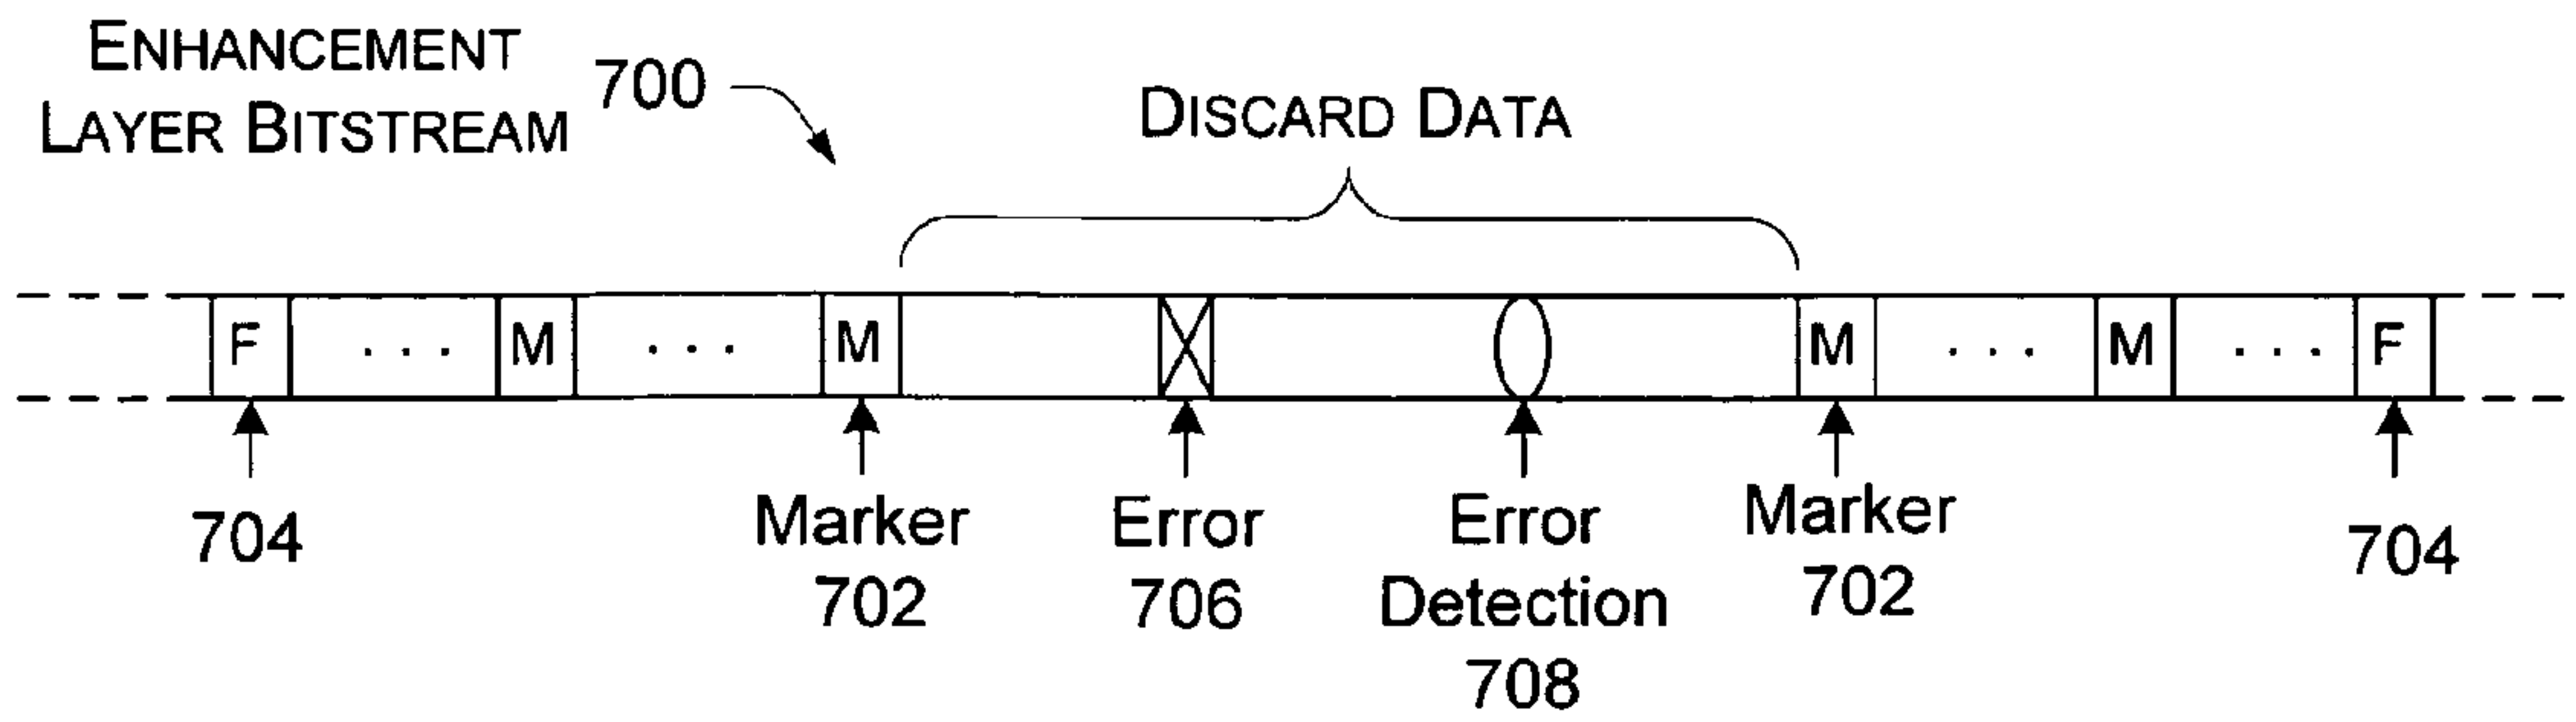 ENHANCEMENT
LAYER BITSTREAM
700
DISCARD DATA
F ... M ... M M ... M ... F
704
Marker
702
Error
706
Error
Detection
708
Marker
702
704